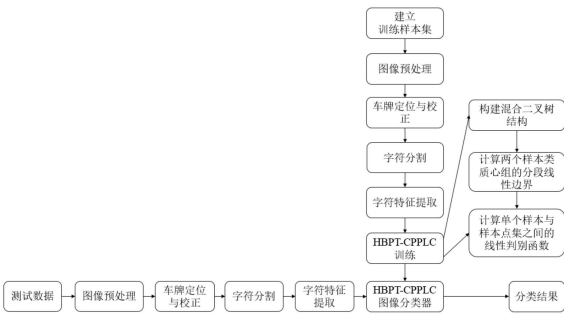 建立
训练样本集
图像预处理
车牌定位与校
正
字符分割
字符特征提取
HBPT-CPPLC
训练
构建混合二叉树
结构
计算两个样本类
质心组的分段线
性边界
计算单个样本与
样本点集之间的
线性判别函数
测试数据
图像预处理
车牌定位
与校正
字符分割
字符特征
提取
HBPT-CPPLC
图像分类器
分类结果